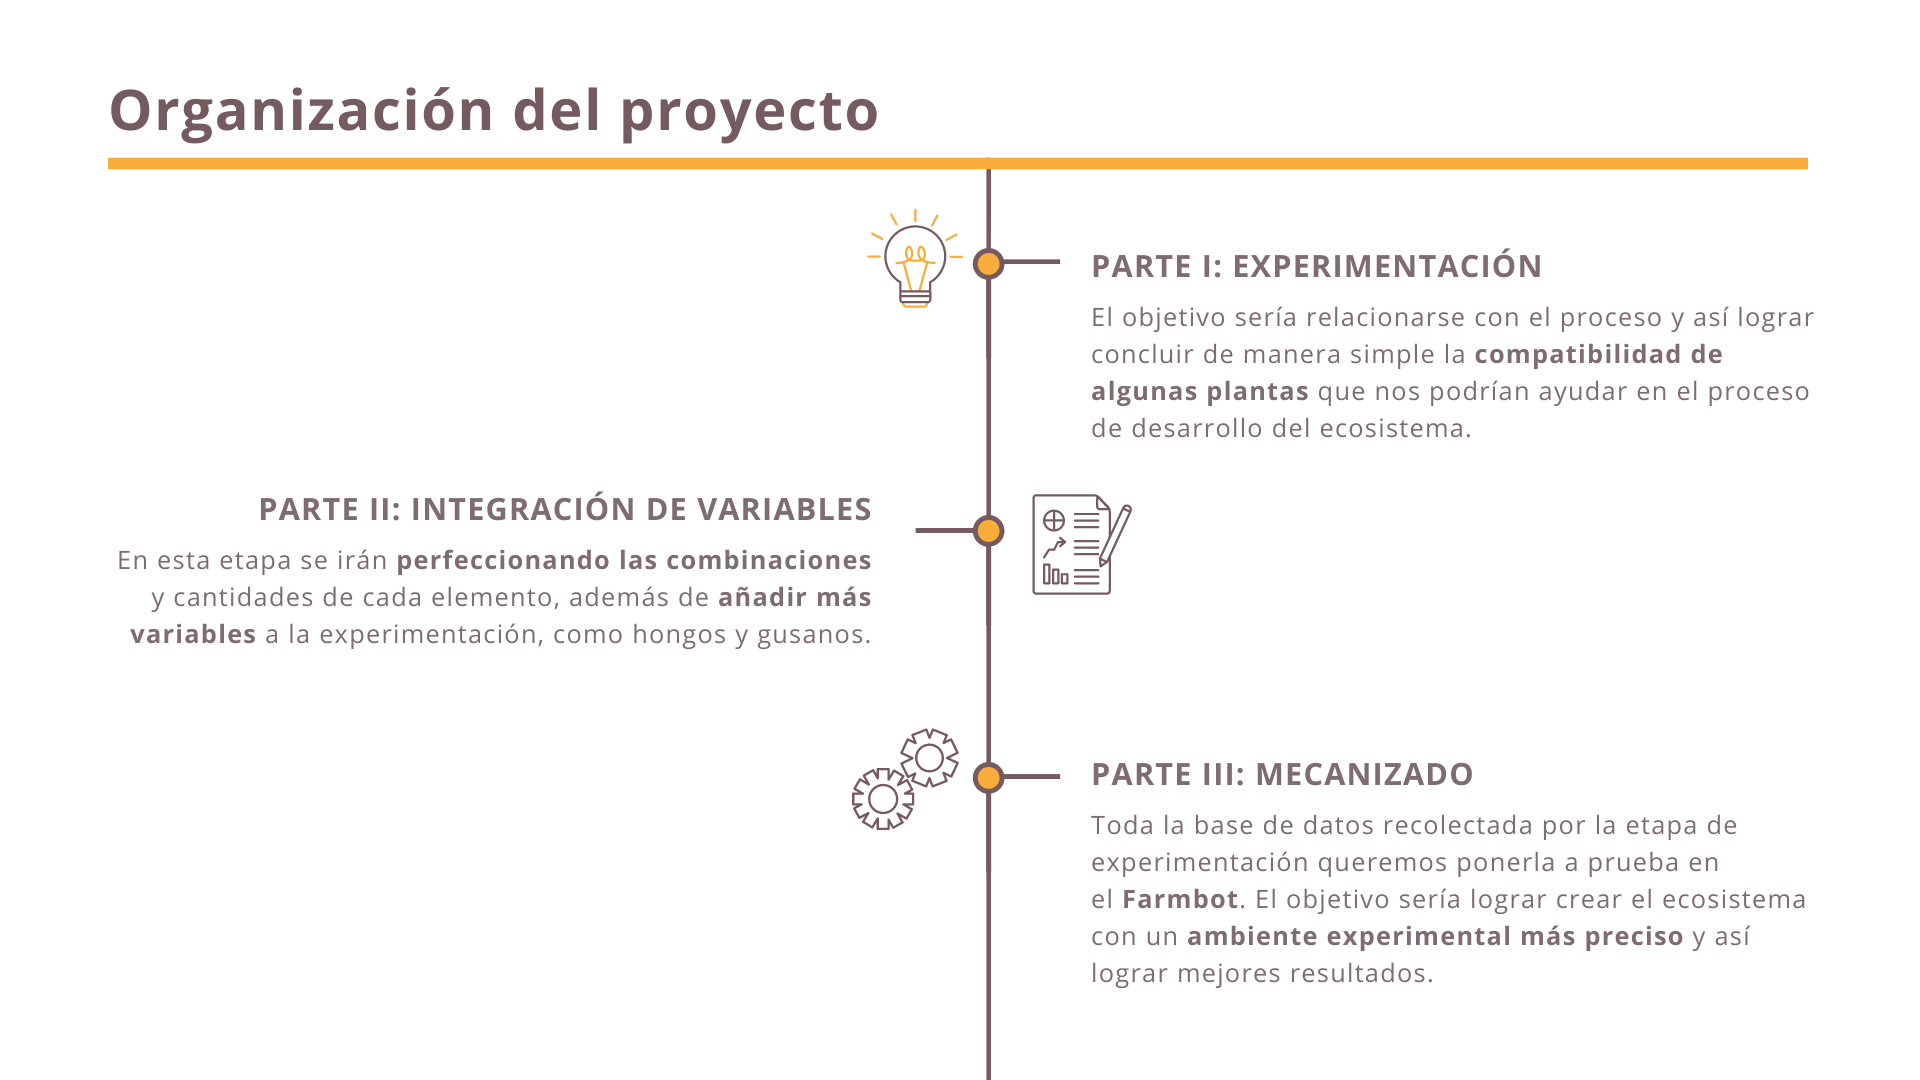 Organización del proyecto
PARTE I: EXPERIMENTACIÓN
El objetivo sería relacionarse con el proceso y así lograr
concluir de manera simple la compatibilidad de
algunas plantas que nos podrían ayudar en el proceso
de desarrollo del ecosistema.
PARTE II: INTEGRACIÓN DE VARIABLES
En esta etapa se irán perfeccionando las combinaciones
y cantidades de cada elemento, además de añadir más
variables a la experimentación, como hongos y gusanos.
PARTE III: MECANIZADO
Toda la base de datos recolectada por la etapa de
experimentación queremos ponerla a prueba en
el Farmbot. El objetivo sería lograr crear el ecosistema
con un ambiente experimental más preciso y así
lograr mejores resultados.